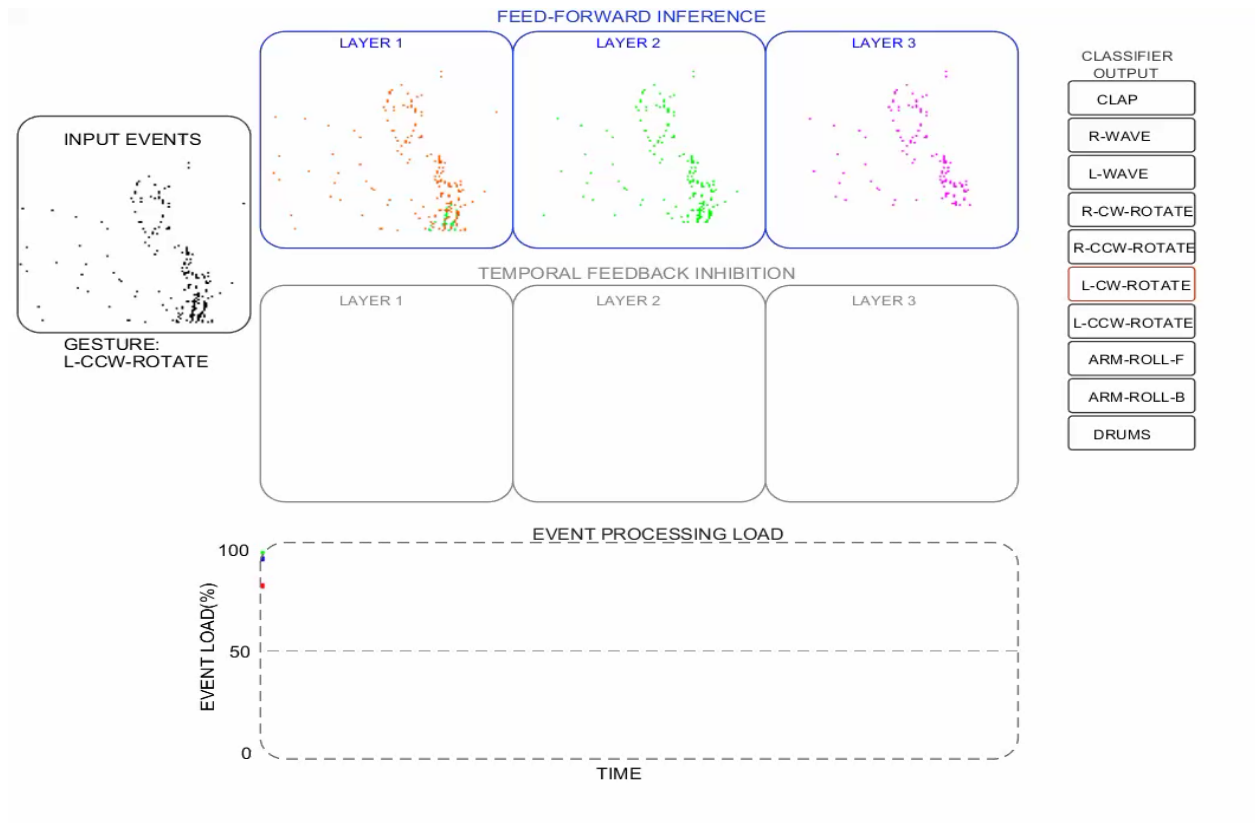 FEED-FORWARD INFERENCE
LAYER 1
LAYER 2
LAYER 3
INPUT EVENTS
GESTURE:
L-CCW-ROTATE
CLASSIFIER
OUTPUT
CLAP
R-WAVE
L-WAVE
R-CW-ROTATE
R-CCW-ROTATE
L-CW-ROTATE
L-CCW-ROTATE
ARM-ROLL-F
ARM-ROLL-B
DRUMS
TEMPORAL FEEDBACK INHIBITION
LAYER 1
LAYER 2
LAYER 3
EVENT PROCESSING LOAD
EVENT LOAD(%)
100
50
0
TIME